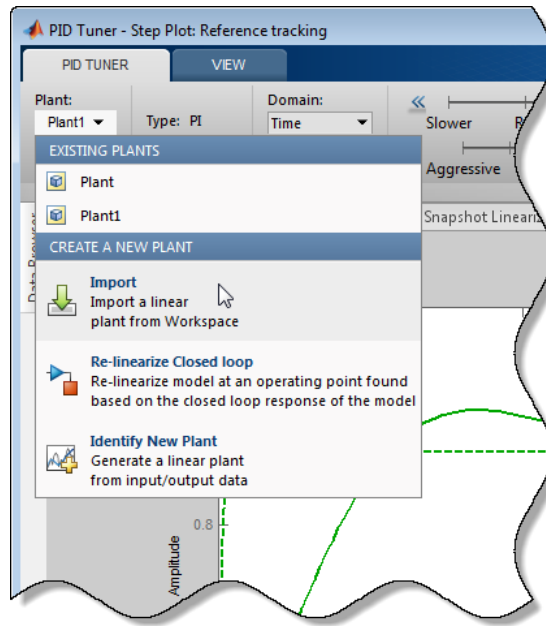 PID Tuner - Step Plot: Reference tracking
PID TUNER VIEW
Plant: Domain:
Plant1 Type: PI Time Slower
Aggressive
EXISTING PLANTS
Plant
Plant1
Snapshot
CREATE A NEW PLANT
Data Browser
Import
Import a linear
plant from Workspace
Re-linearize Closed loop
Re-linearize model at an operating point found
based on the closed loop response of the model
Identify New Plant
Generate a linear plant
from input/output data
0.8
Amplitude